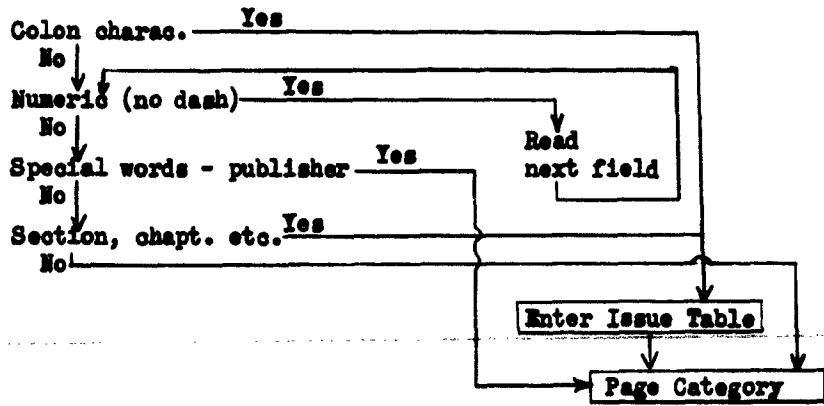 Yes
Colon charac.
No
Numeric (no dash) Yes
No
Read
next field
Special words - publisher Yes
No
Section, chapt. etc. Yes
No
Enter Issue Table
Page Category